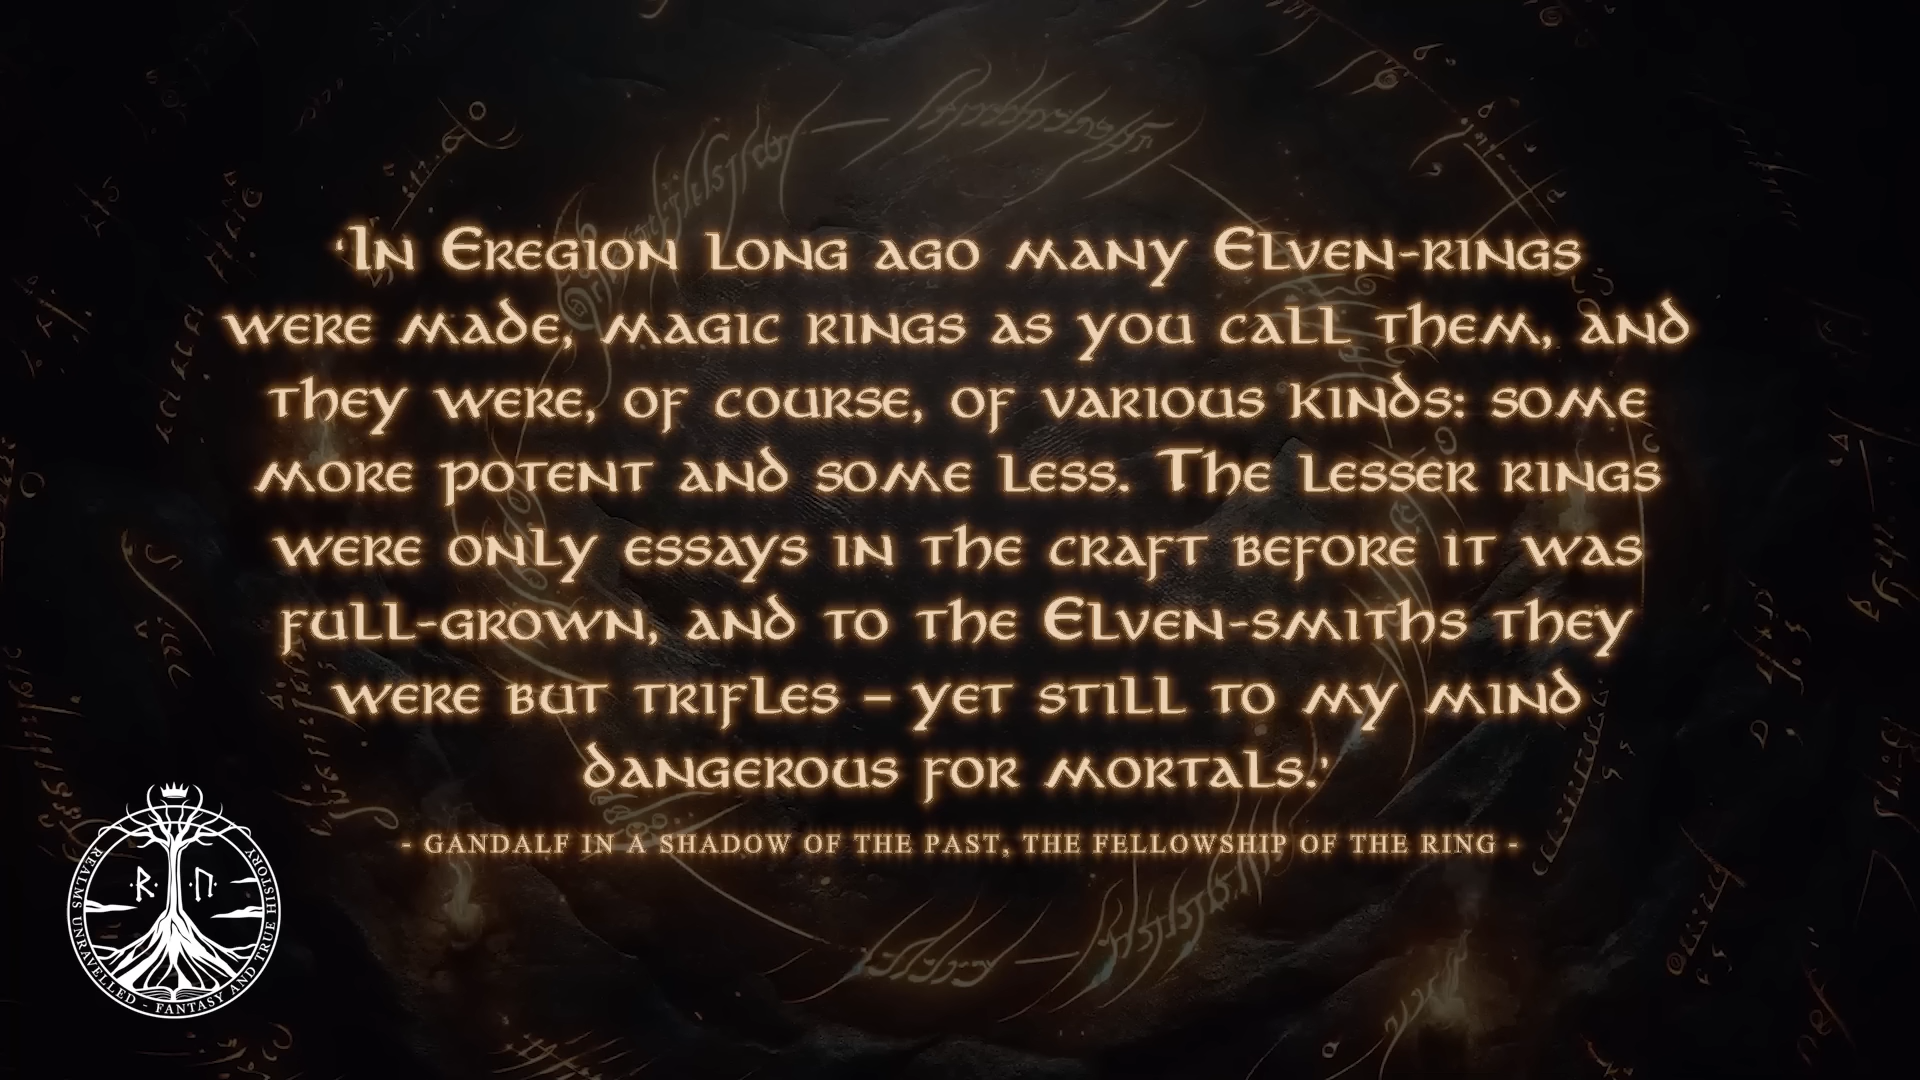 ‘In Eregion long ago many Elven-rings
were made, magic rings as you call them, and
they were, of course, of various kinds: some
more potent and some less. The lesser rings
were only essays in the craft before it was
full-grown, and to the Elven-smiths they
were but trifles – yet still to my mind
dangerous for mortals.’
- GANDALF IN A SHADOW OF THE PAST, THE FELLOWSHIP OF THE RING -
R U
REALMS UNRAVELLED - FANTASY AND TRUE HISTORY